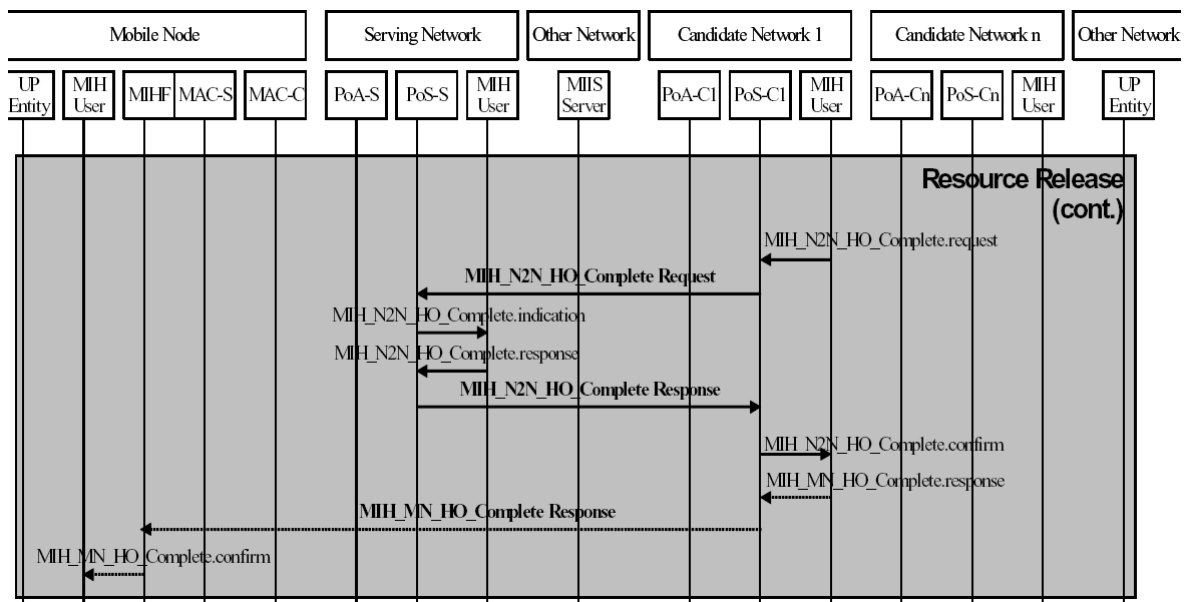 Mobile Node
Serving Network
Other Network
Candidate Network 1
Candidate Network n
Other Network
UP
Entity
MIH
User
MIHF
MAC-S
MAC-C
PoA-S
PoS-S
MIH
User
MIIS
Server
PoA-C1
PoS-C1
MIH
User
PoA-Cn
PoS-Cn
MIH
User
UP
Entity
Resource Release
(cont.)
MIH_N2N_HO_Complete.request
MIH_N2N_HO_Complete Request
MIH_N2N_HO_Complete.indication
MIH_N2N_HO_Complete.response
MIH_N2N_HO_Complete Response
MIH_N2N_HO_Complete.confirm
MIH_MN_HO_Complete.response
MIH_MN_HO_Complete Response
MIH_MN_HO_Complete.confirm